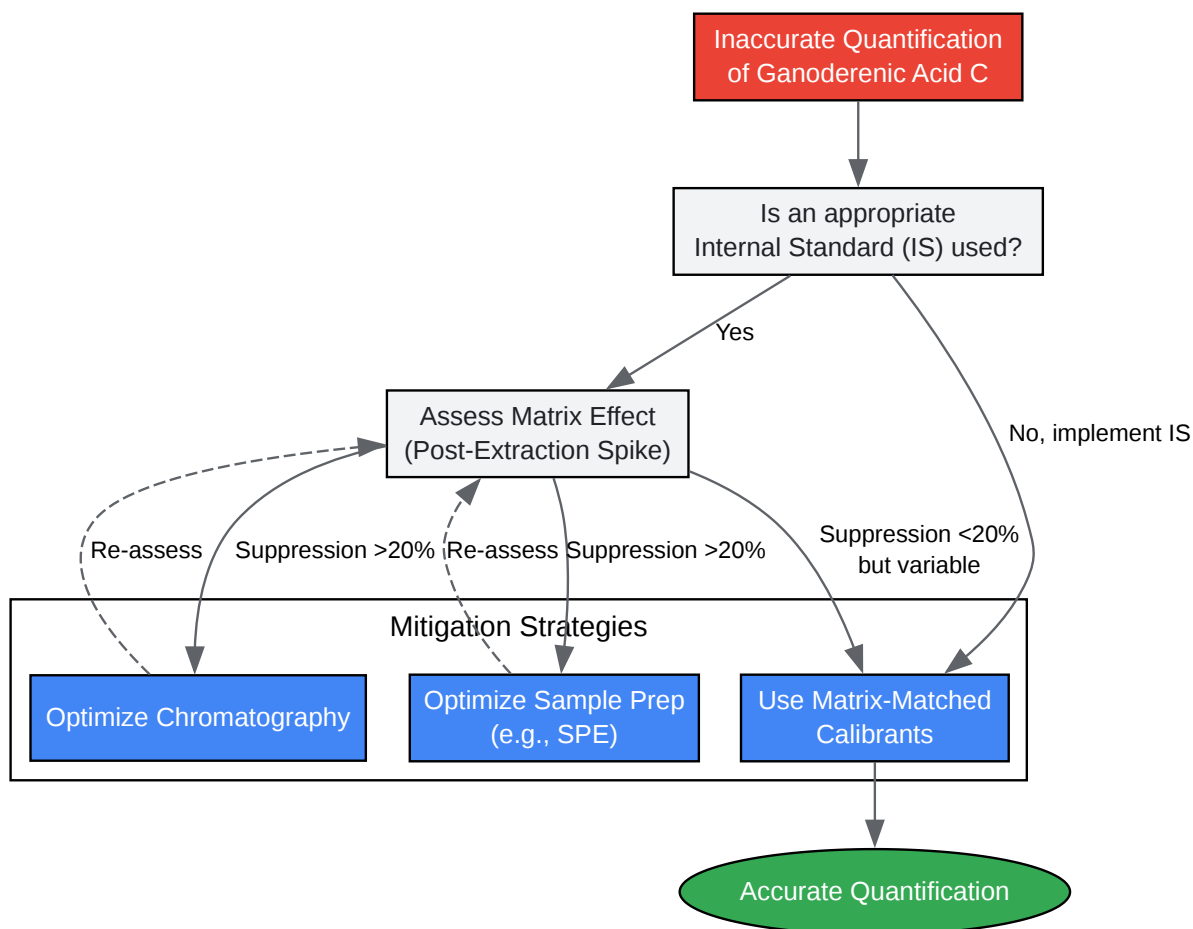 Inaccurate Quantification
of Ganoderenic Acid C
Is an appropriate
Internal Standard (IS) used?
Yes
Assess Matrix Effect
(Post-Extraction Spike)
No, implement IS
Re-assess
Suppression >20%
Re-assess
Suppression >20%
Suppression <20%
but variable
Mitigation Strategies
Optimize Chromatography
Optimize Sample Prep
(e.g., SPE)
Use Matrix-Matched
Calibrants
Accurate Quantification